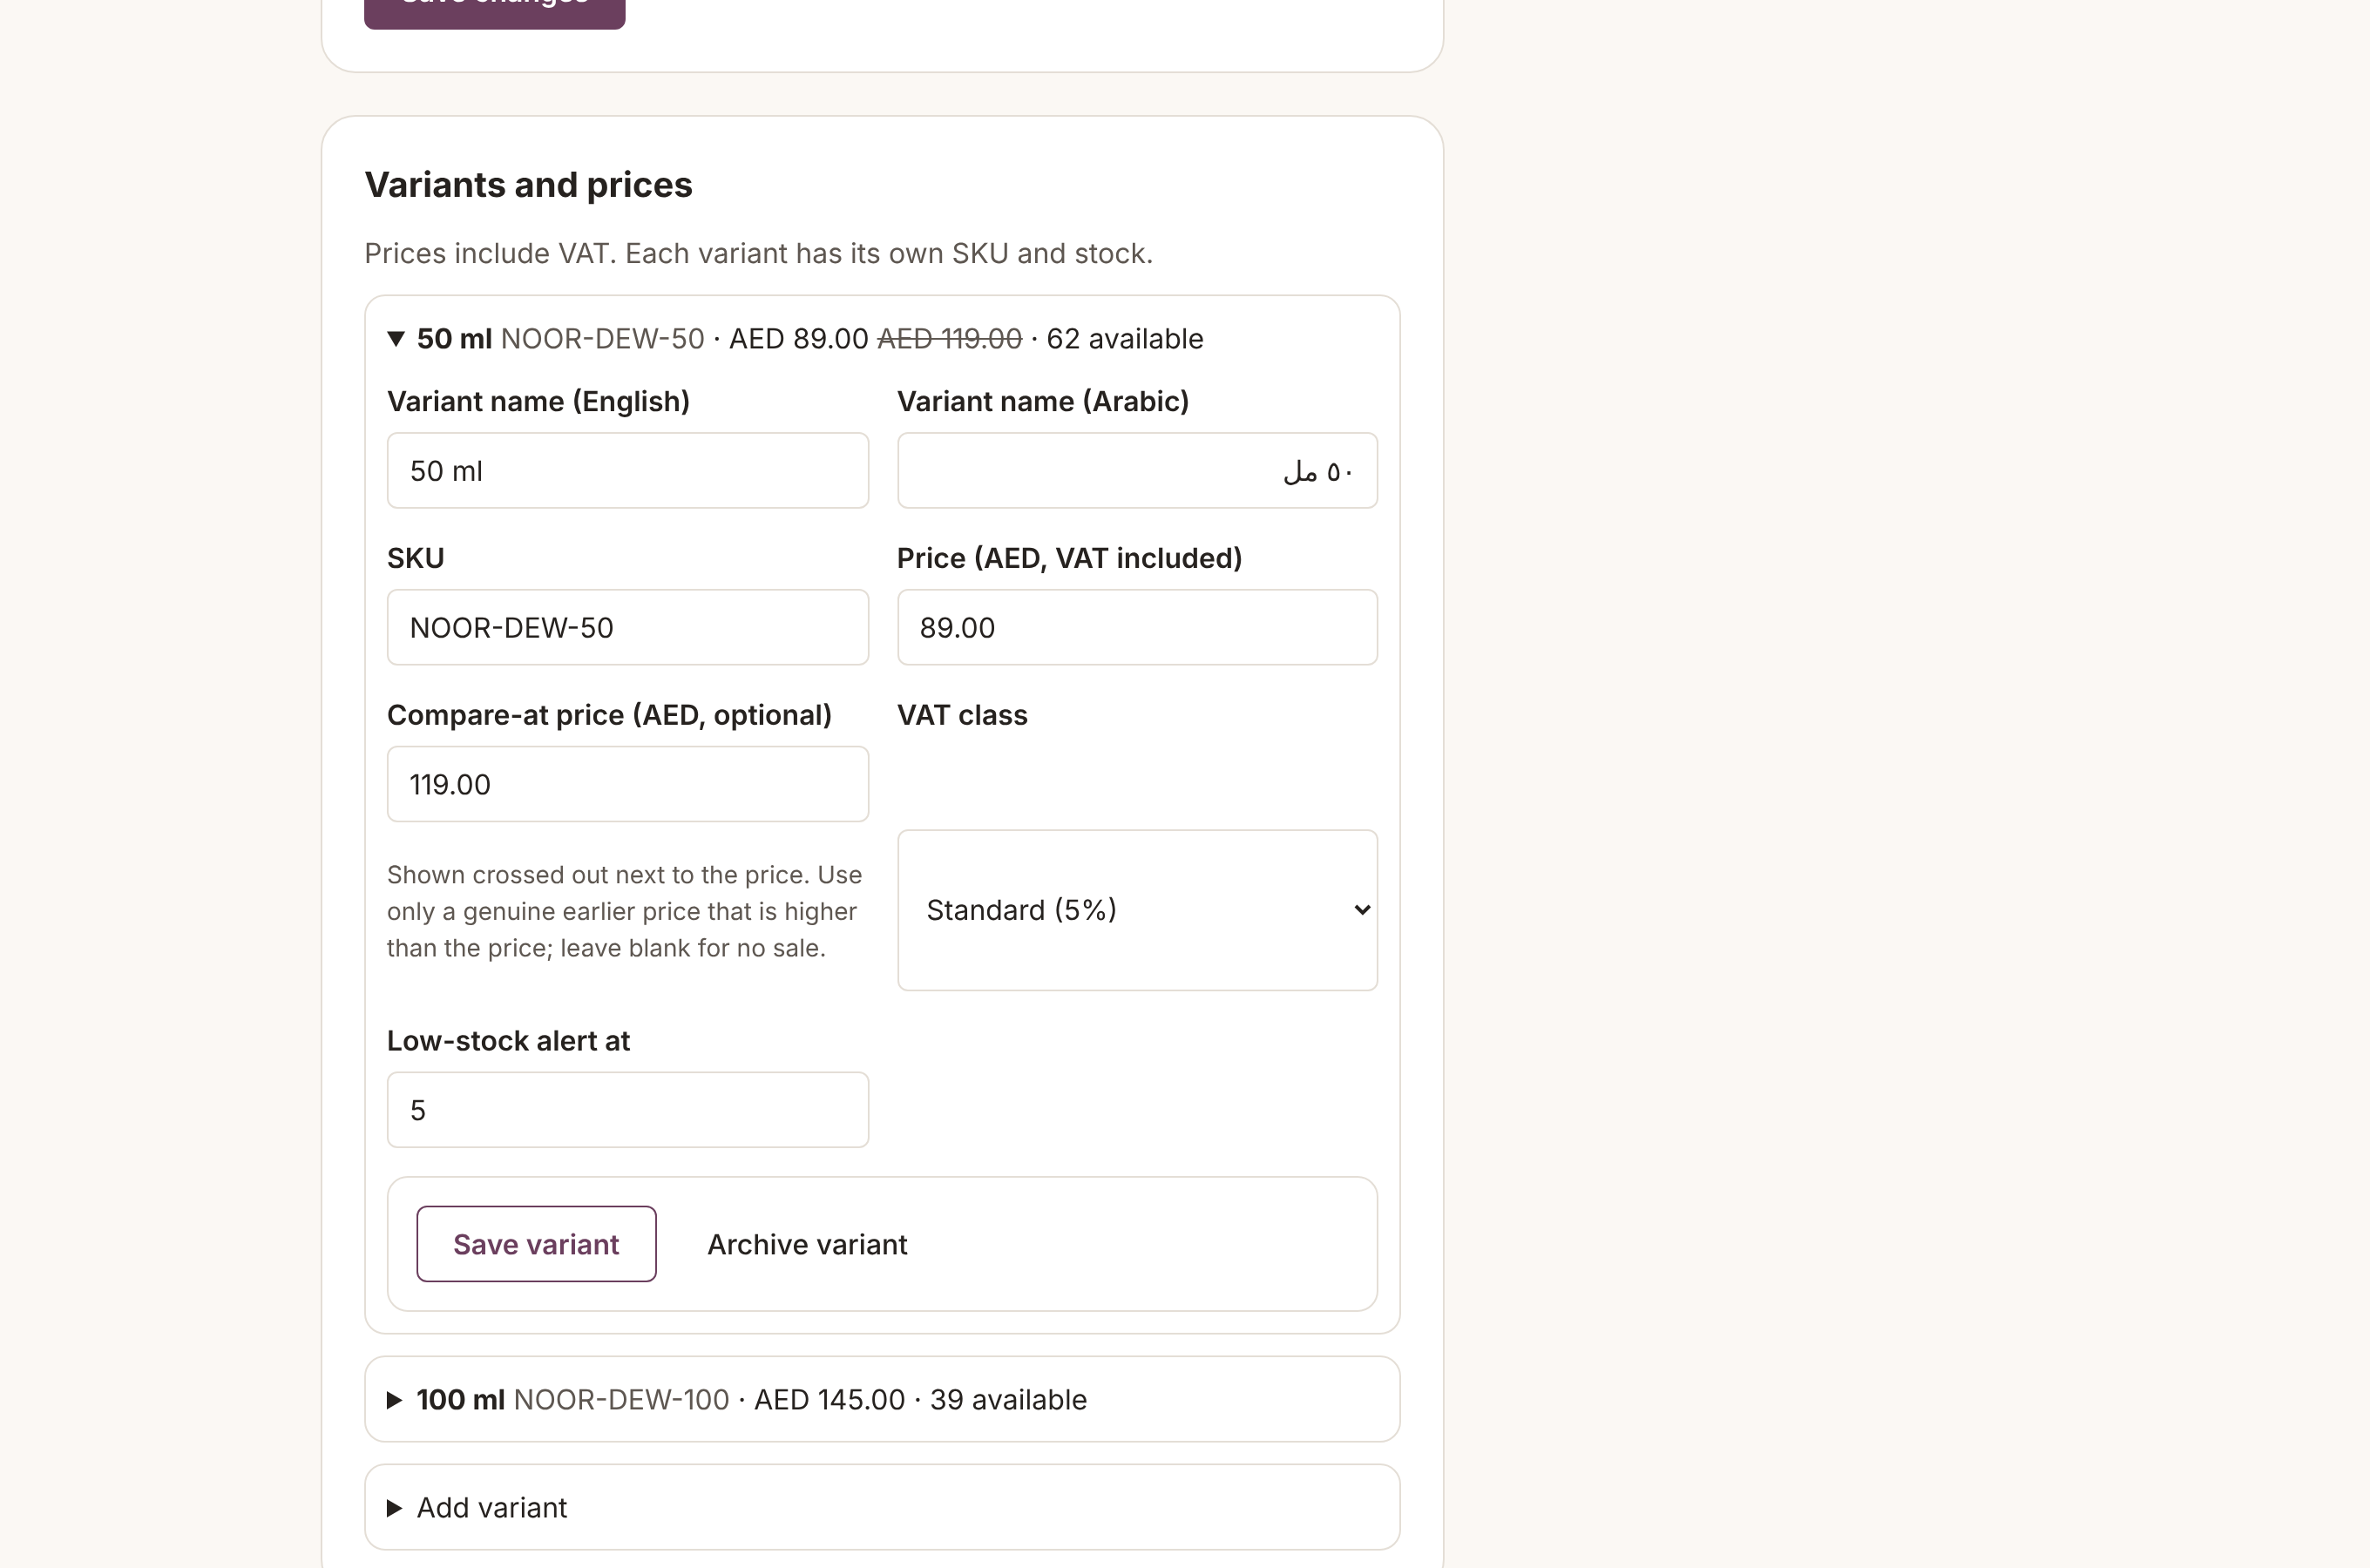 Save changes
Variants and prices
Prices include VAT. Each variant has its own SKU and stock.
50 ml NOOR-DEW-50 · AED 89.00 AED 119.00 · 62 available
Variant name (English)
Variant name (Arabic)
50 ml
٥٠ مل
SKU
Price (AED, VAT included)
NOOR-DEW-50
89.00
Compare-at price (AED, optional)
VAT class
119.00
Shown crossed out next to the price. Use
only a genuine earlier price that is higher
than the price; leave blank for no sale.
Standard (5%)
Low-stock alert at
5
Save variant
Archive variant
100 ml NOOR-DEW-100 · AED 145.00 · 39 available
Add variant